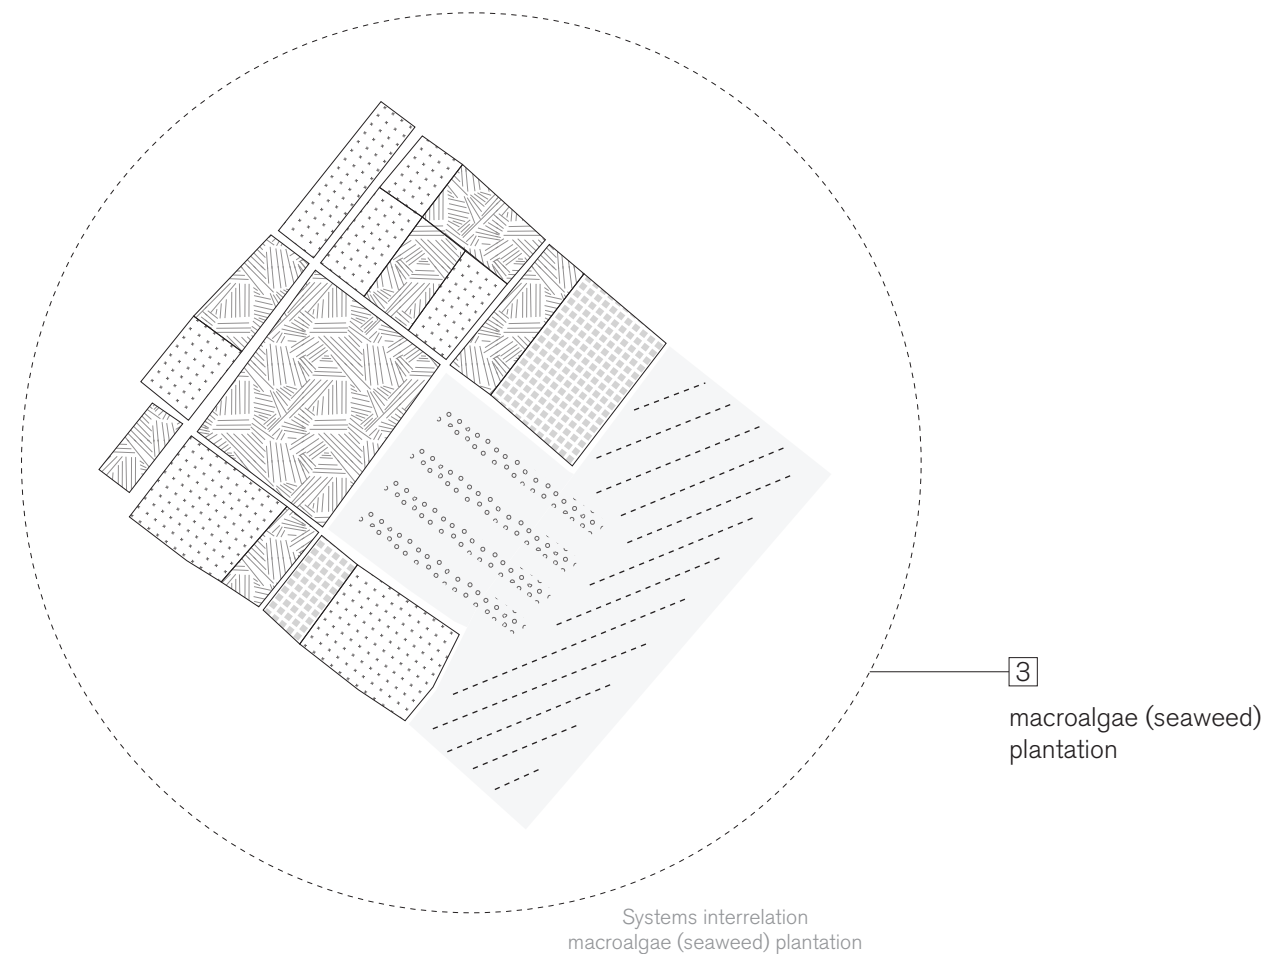 3
macroalgae (seaweed)
plantation
Systems interrelation
macroalgae (seaweed) plantation